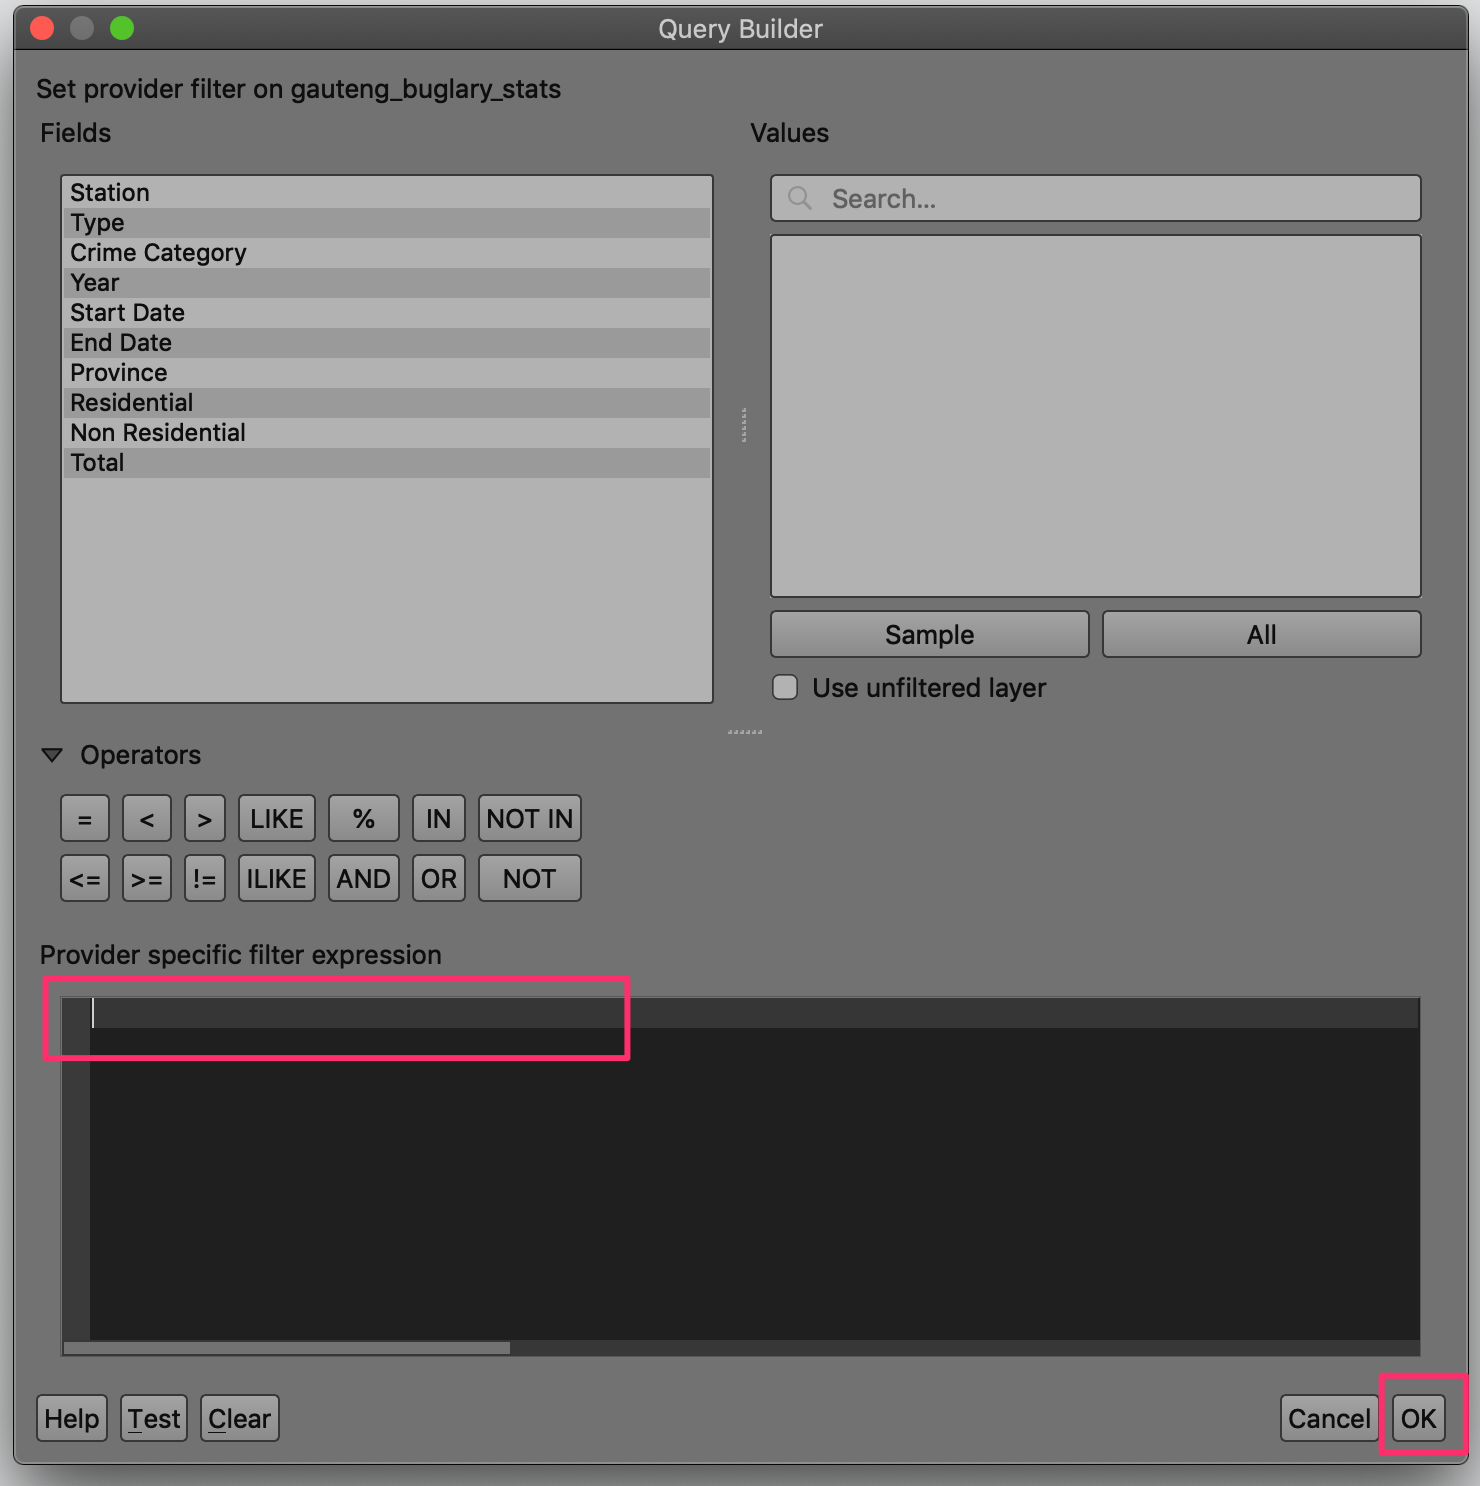 Query Builder
Set provider filter on gauteng_buglary_stats
Fields
Station
Type
Crime Category
Year
Start Date
End Date
Province
Residential
Non Residential
Total
Values
Search...
Sample All
Use unfiltered layer
Operators
= < > LIKE % IN NOT IN
<= >= != ILIKE AND OR NOT
Provider specific filter expression
Help Test Clear Cancel OK